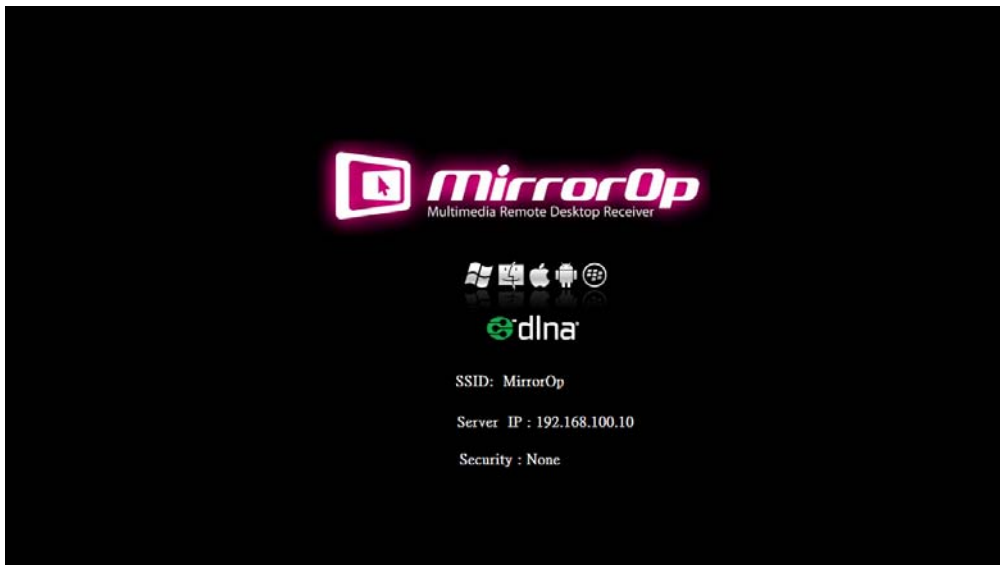 MirrorOp
Multimedia Remote Desktop Receiver
dlna
SSID: MirrorOp
Server IP : 192.168.100.10
Security : None